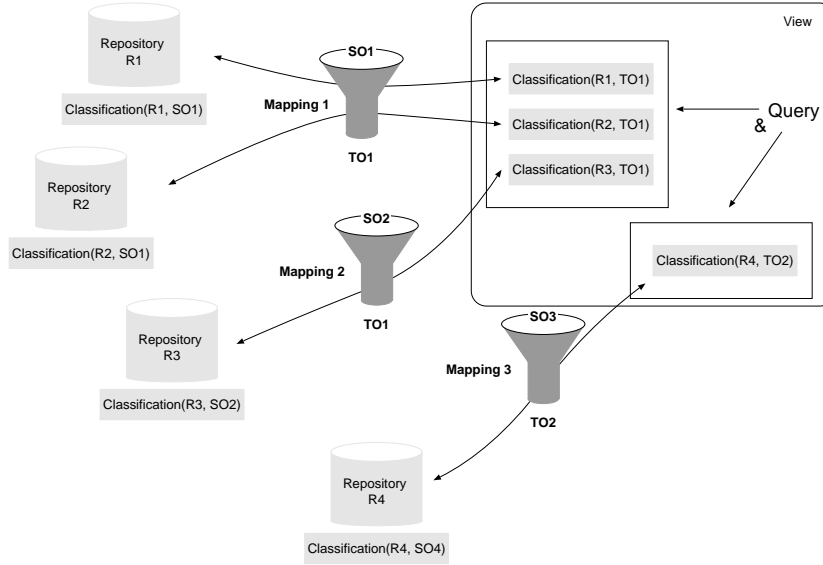 View
Repository
R1
Classification(R1, SO1)
SO1
Mapping 1
TO1
Classification(R1, TO1)
Classification(R2, TO1)
Classification(R3, TO1)
Query
&
Repository
R2
Classification(R2, SO1)
SO2
Mapping 2
TO1
Classification(R4, TO2)
Repository
R3
Classification(R3, SO2)
SO3
Mapping 3
TO2
Repository
R4
Classification(R4, SO4)